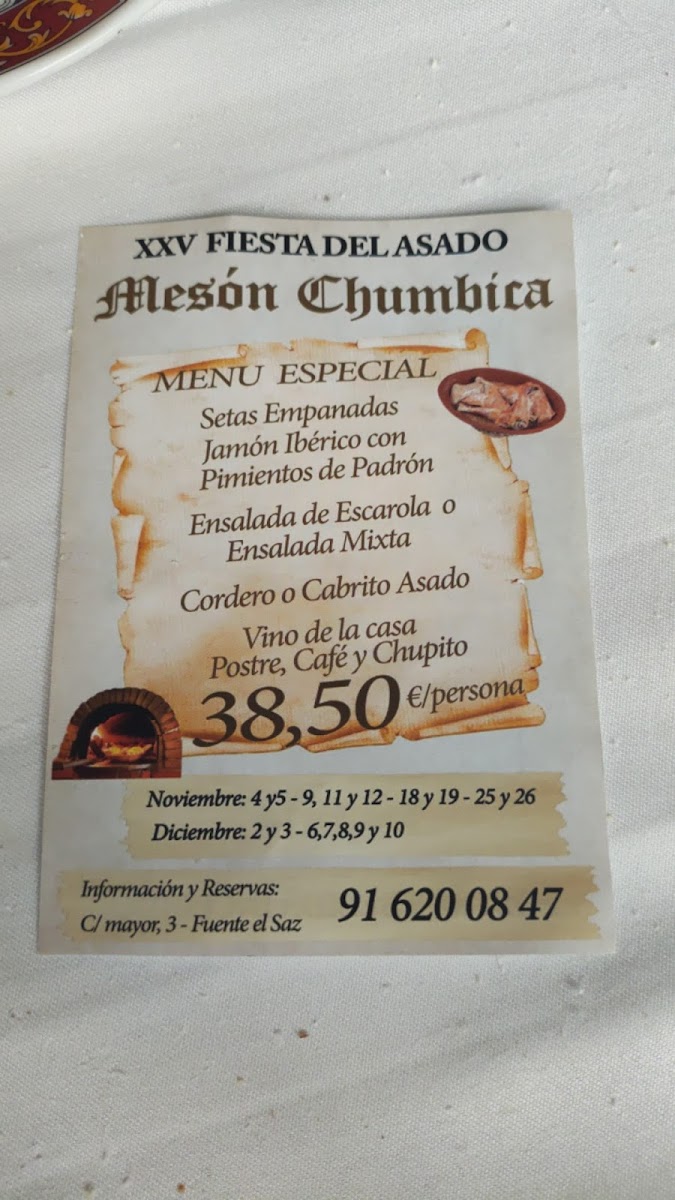 XXV FIESTA DEL ASADO
Mesón Chumbica
MENU ESPECIAL
Setas Empanadas
Jamón Ibérico con
Pimientos de Padrón
Ensalada de Escarola o
Ensalada Mixta
Cordero o Cabrito Asado
Vino de la casa
Postre, Café y Chupito
38,50 €/persona
Noviembre: 4 y5 - 9, 11 y 12 - 18 y 19 - 25 y 26
Diciembre: 2 y 3 - 6,7,8,9 y 10
Información y Reservas:
C/ mayor, 3 - Fuente el Saz
91 620 08 47